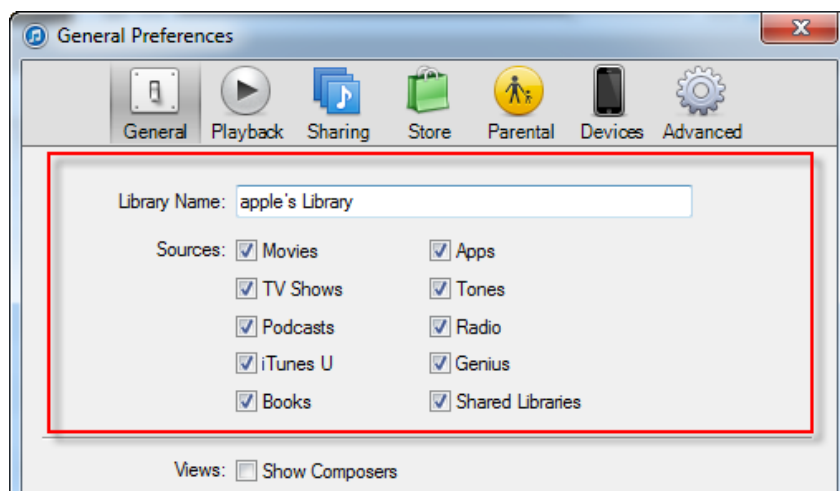 General Preferences
General Playback Sharing Store Parental Devices Advanced
Library Name: apple's Library
Sources: Movies Apps
TV Shows Tones
Podcasts Radio
iTunes U Genius
Books Shared Libraries
Views: Show Composers